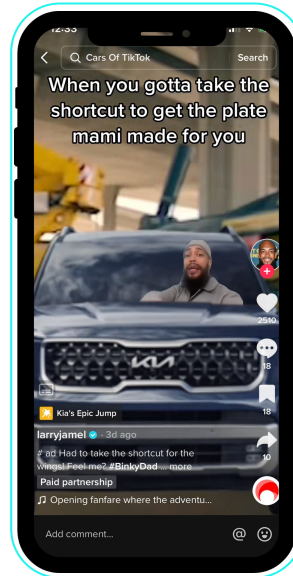 12:33
Cars Of TikTok
Search
When you gotta take the
shortcut to get the plate
mami made for you
KIA
2510
18
18
Kia's Epic Jump
larryjamel · 3d ago
10
# ad Had to take the shortcut for the
wings! Feel me? #BinkyDad ... more
Paid partnership
Opening fanfare where the adventu...
Add comment...
@